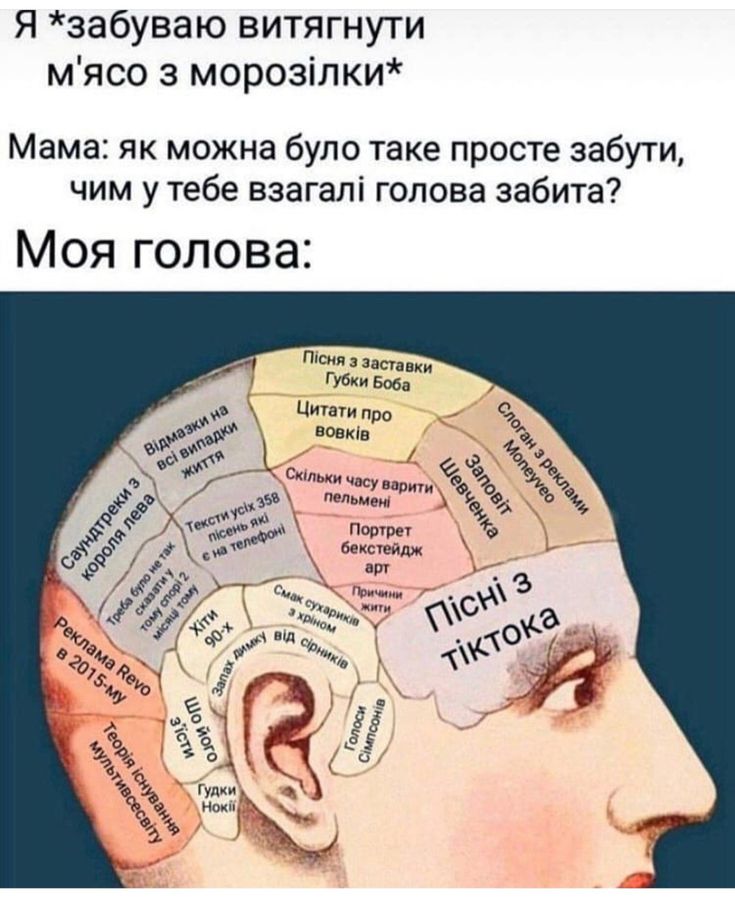 Я *забуваю витягнути
м'ясо з морозілки*
Мама: як можна було таке просте забути,
чим у тебе взагалі голова забита?
Моя голова:
Пісня з заставки
Губки Боба
Цитати про
вовків
Слоган з реклами
Moneyveo
Заповіт
Шевченка
Відмазки на
всі випадки
життя
Саундтреки з
короля лева
Скільки часу варити
пельмені
Тексти усіх 358
пісень які
є на телефоні
Портрет
бекстейдж
арт
Треба було не так
сказати у
тому спорі 2
місяці тому
Причини
жити
Пісні з
тіктока
Смак сухариків
з хріном
Хіти
90-х
Запах димку від сірників
Реклама Revo
в 2015-му
Шо його
з'їсти
Голоси
Сімпсонів
Теорія існування
мультивсесвіту
Гудки
Нокії